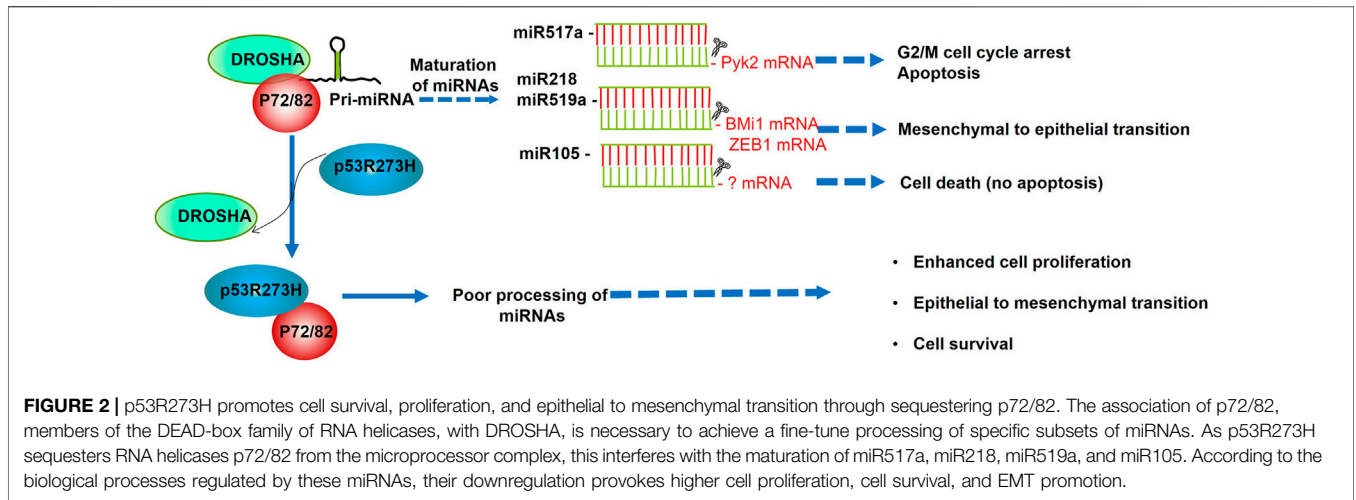 DROSHA
P72/82
Pri-miRNA
Maturation
of miRNAs
miR517a -
- Pyk2 mRNA
G2/M cell cycle arrest
Apoptosis
miR218
miR519a-
- BMi1 mRNA
ZEB1 mRNA
Mesenchymal to epithelial transition
miR105 -
- ? mRNA
Cell death (no apoptosis)
p53R273H
DROSHA
p53R273H
P72/82
Poor processing of
miRNAs
• Enhanced cell proliferation
• Epithelial to mesenchymal transition
• Cell survival
FIGURE 2 | p53R273H promotes cell survival, proliferation, and epithelial to mesenchymal transition through sequestering p72/82. The association of p72/82,
members of the DEAD-box family of RNA helicases, with DROSHA, is necessary to achieve a fine-tune processing of specific subsets of miRNAs. As p53R273H
sequesters RNA helicases p72/82 from the microprocessor complex, this interferes with the maturation of miR517a, miR218, miR519a, and miR105. According to the
biological processes regulated by these miRNAs, their downregulation provokes higher cell proliferation, cell survival, and EMT promotion.